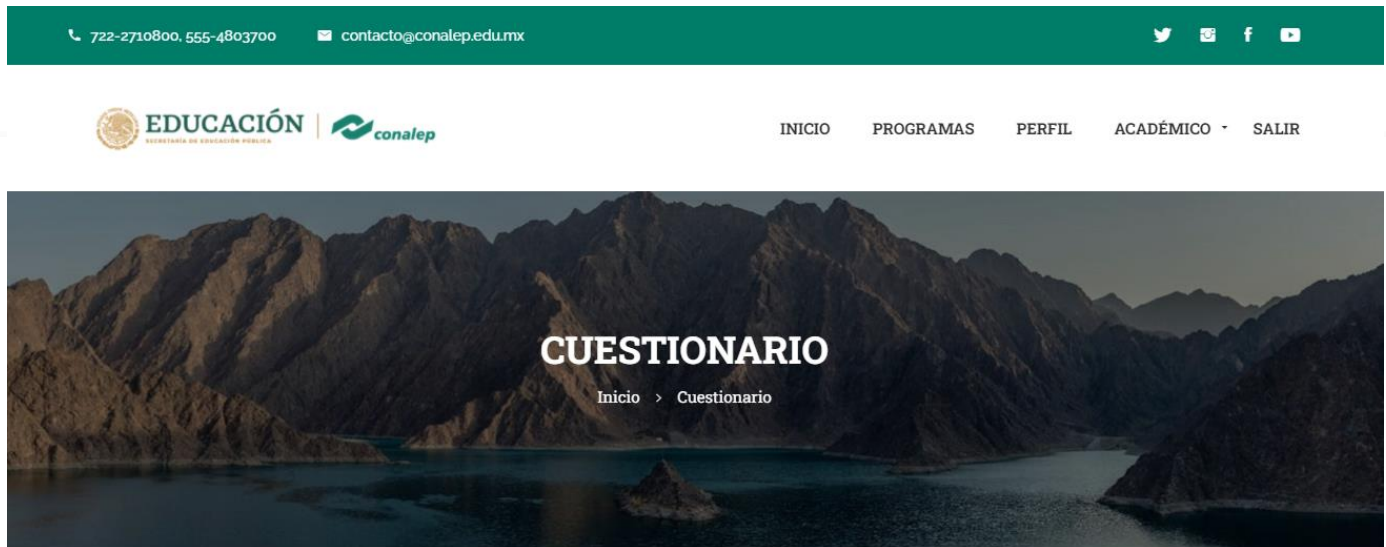 722-2710800, 555-4803700 contacto@conalep.edu.mx
EDUCACIÓN
SECRETARÍA DE EDUCACIÓN PÚBLICA
conalep
INICIO PROGRAMAS PERFIL ACADÉMICO SALIR
CUESTIONARIO
Inicio > Cuestionario